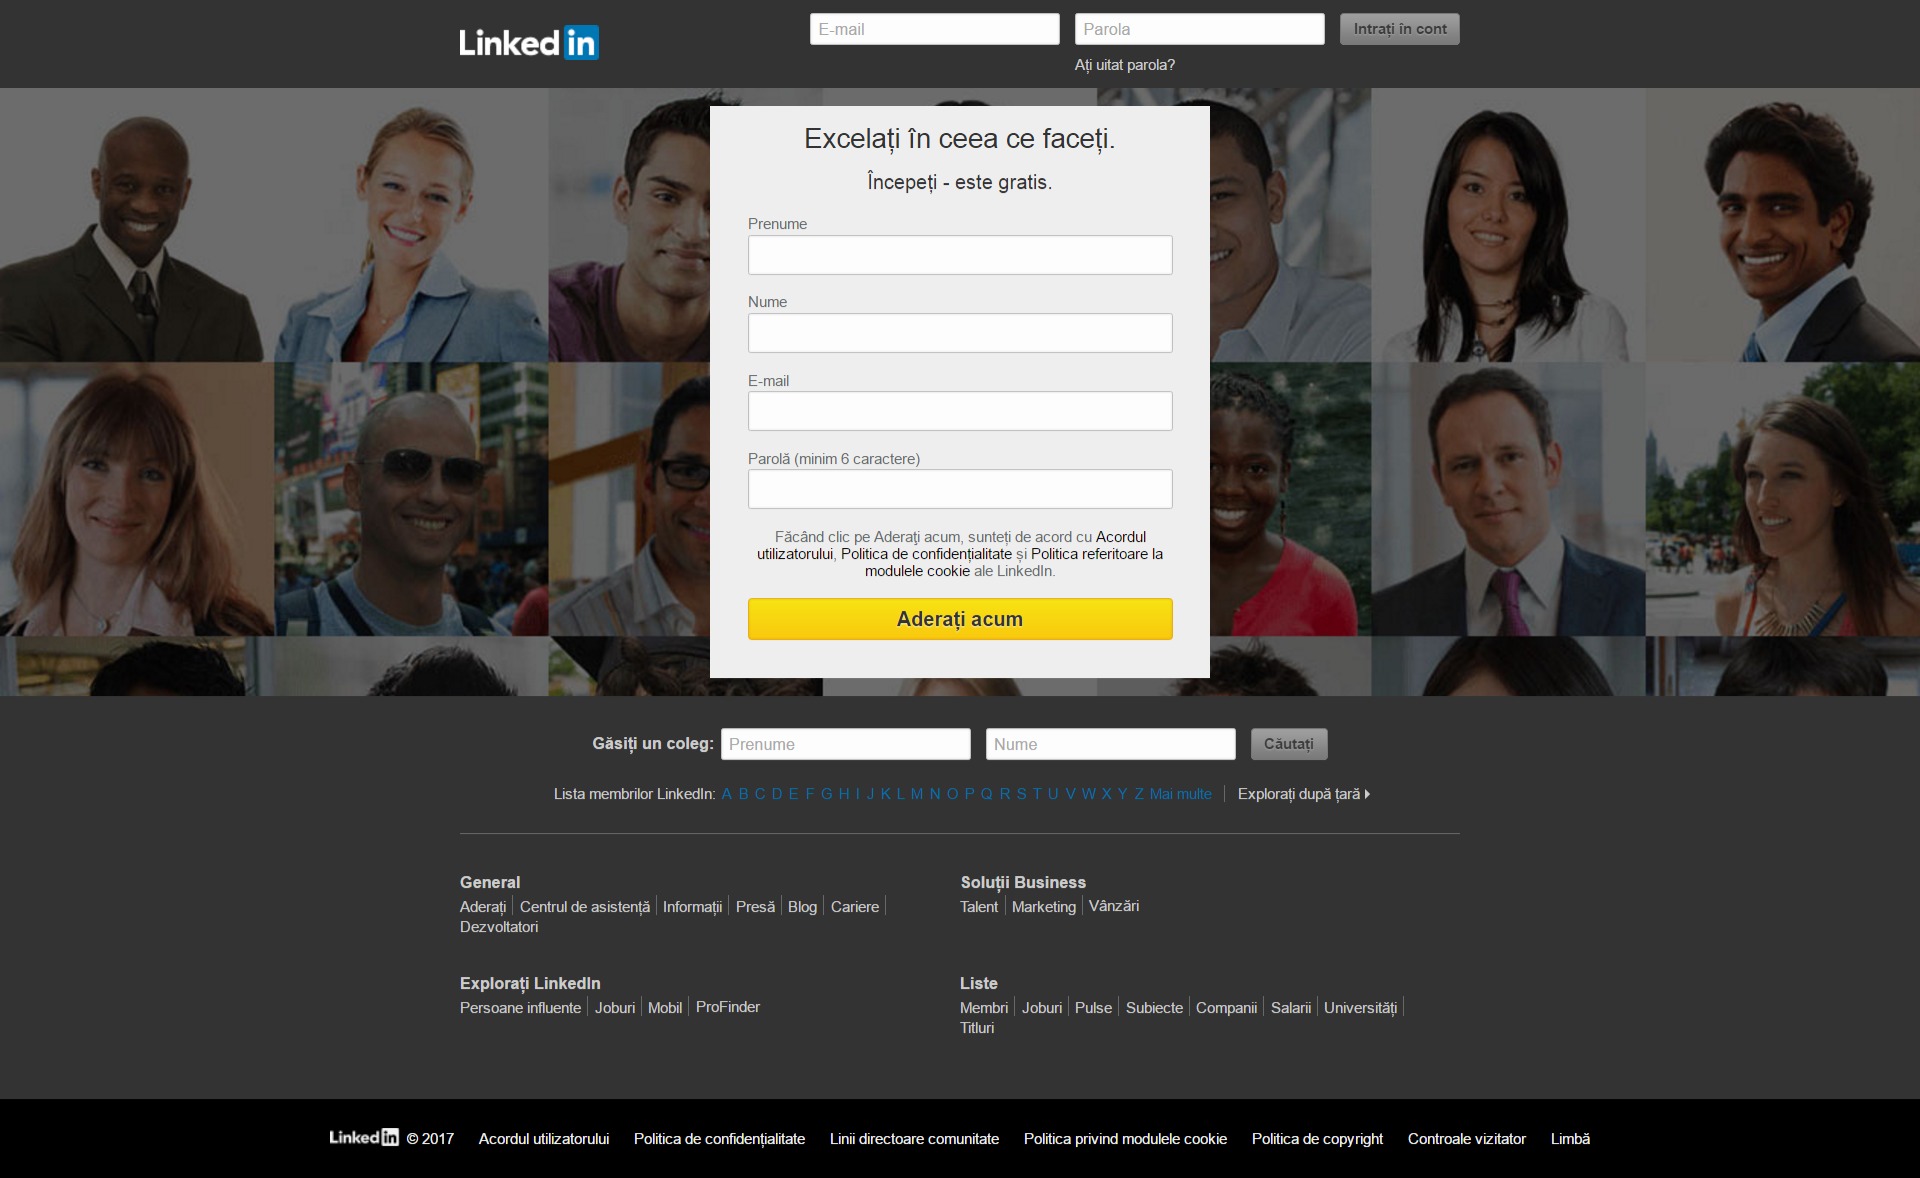 Linked in
E-mail
Parola
Intrați în cont
Ați uitat parola?
Excelați în ceea ce faceți.
Începeți - este gratis.
Prenume
Nume
E-mail
Parolă (minim 6 caractere)
Făcând clic pe Aderaţi acum, sunteți de acord cu Acordul
utilizatorului, Politica de confidențialitate și Politica referitoare la
modulele cookie ale LinkedIn.
Aderați acum
Găsiți un coleg:
Prenume
Nume
Căutați
Lista membrilor LinkedIn: A B C D E F G H I J K L M N O P Q R S T U V W X Y Z Mai multe
Explorați după țară
General
Aderați Centrul de asistență Informații Presă Blog Cariere
Dezvoltatori
Soluții Business
Talent Marketing Vânzări
Explorați LinkedIn
Persoane influente Joburi Mobil ProFinder
Liste
Membri Joburi Pulse Subiecte Companii Salarii Universități
Titluri
Linked in © 2017 Acordul utilizatorului Politica de confidențialitate Linii directoare comunitate Politica privind modulele cookie Politica de copyright Controale vizitator Limbă